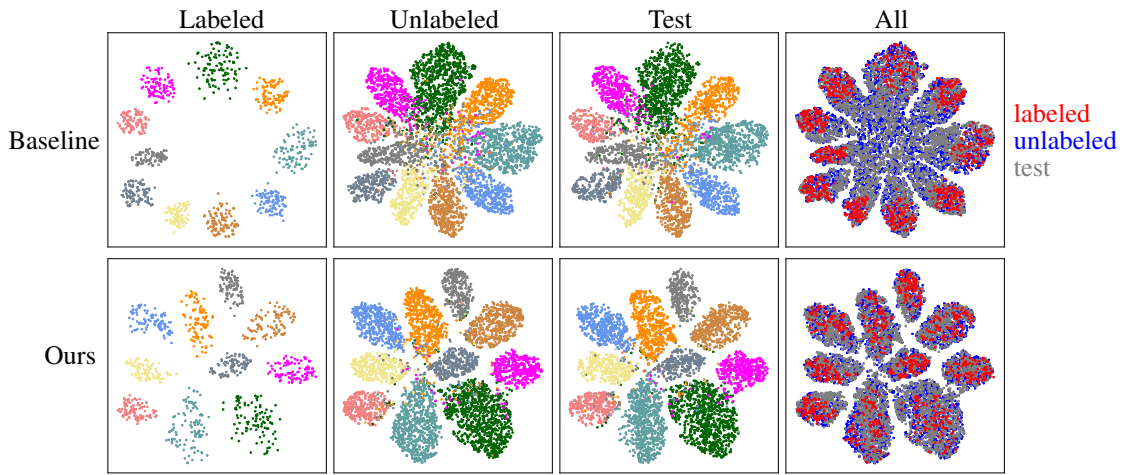 Labeled Unlabeled Test All
Baseline
labeled
unlabeled
test
Ours